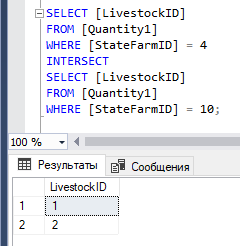 SELECT [LivestockID]
FROM [Quantity1]
WHERE [StateFarmID] = 4
INTERSECT
SELECT [LivestockID]
FROM [Quantity1]
WHERE [StateFarmID] = 10;
100 %
Результаты Сообщения
LivestockID
1 1
2 2